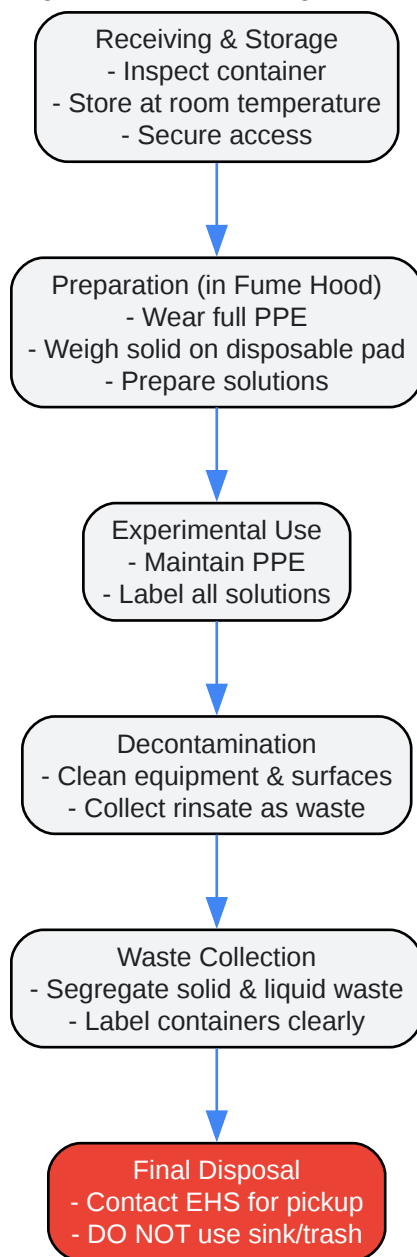 Receiving & Storage
- Inspect container
- Store at room temperature
- Secure access
Preparation (in Fume Hood)
- Wear full PPE
- Weigh solid on disposable pad
- Prepare solutions
Experimental Use
- Maintain PPE
- Label all solutions
Decontamination
- Clean equipment & surfaces
- Collect rinsate as waste
Waste Collection
- Segregate solid & liquid waste
- Label containers clearly
Final Disposal
- Contact EHS for pickup
- DO NOT use sink/trash